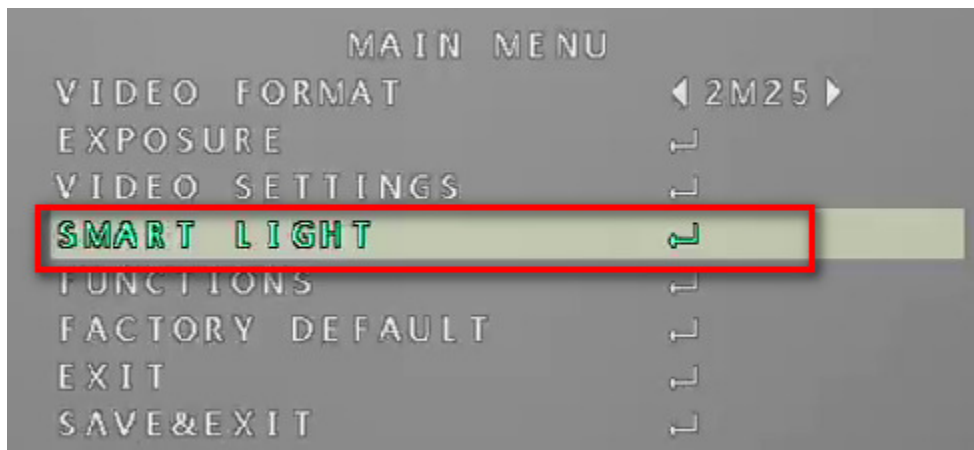 MAIN MENU
VIDEO FORMAT 2M25
EXPOSURE
VIDEO SETTINGS
SMART LIGHT
FUNCTIONS
FACTORY DEFAULT
EXIT
SAVE&EXIT